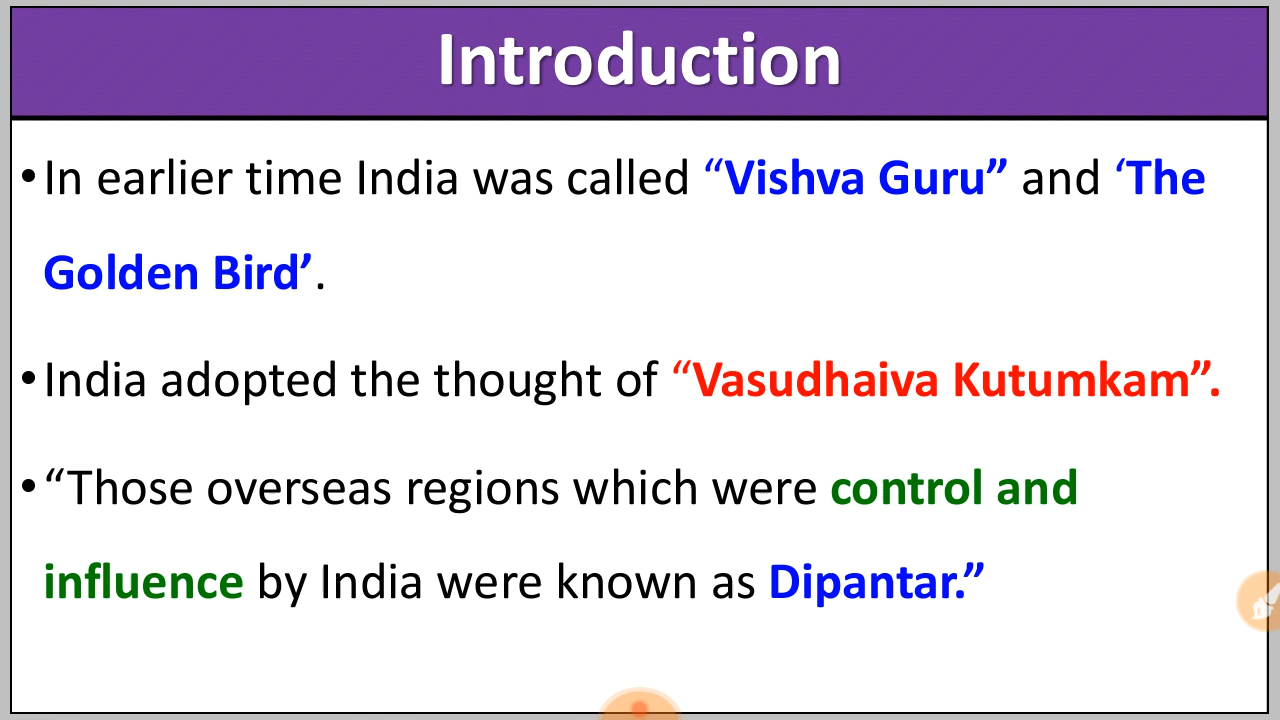 Introduction
• In earlier time India was called “Vishva Guru” and ‘The
Golden Bird’.
• India adopted the thought of “Vasudhaiva Kutumkam”.
• “Those overseas regions which were control and
influence by India were known as Dipantar.”